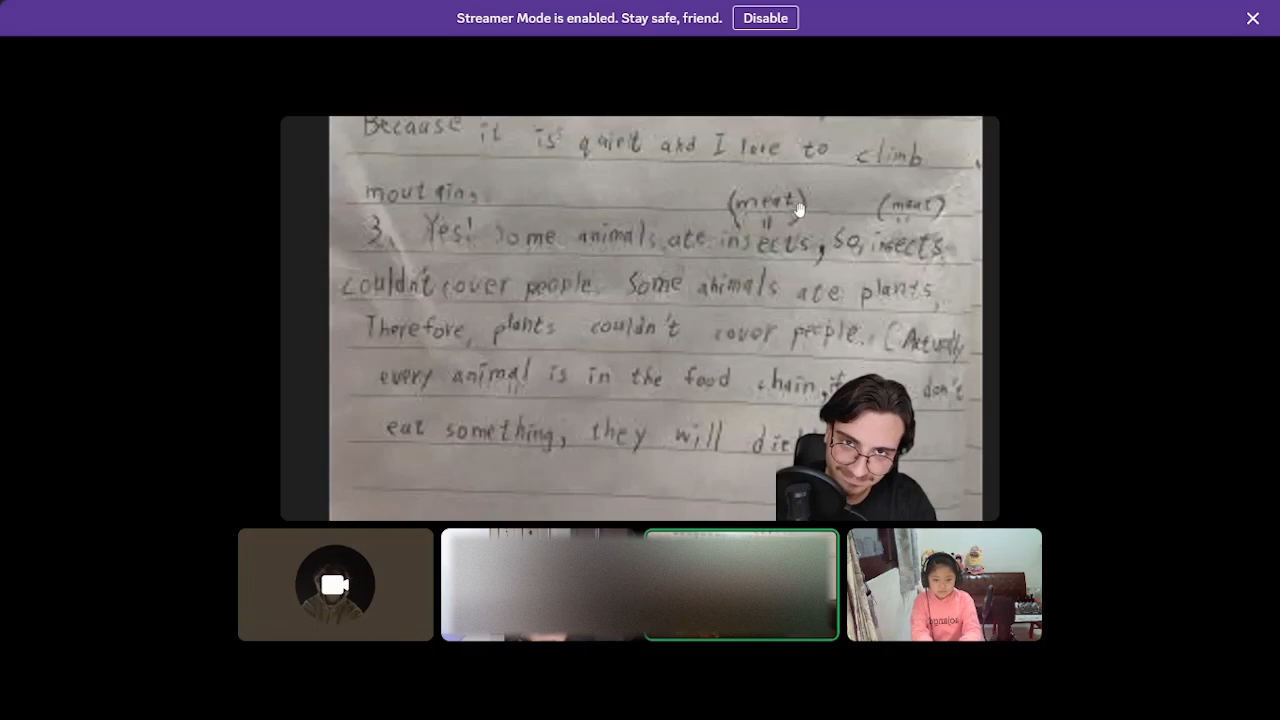 Streamer Mode is enabled. Stay safe, friend. Disable
Because it is quirt and I love to climb
moutains
(meat) (meat)
3. Yes! Some animals ate insects, so, insects
couldn't cover people. Some animals ate plants,
Therefore, plants couldn't cover people. (Actually
every animal is in the food chain, don't
eat something, they will die